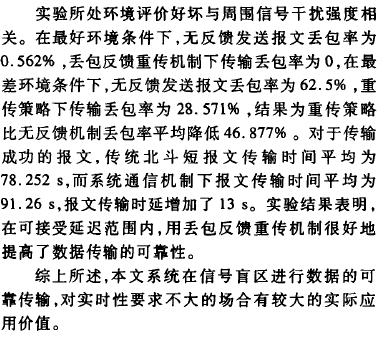 实验所处环境评价好坏与周围信号干扰强度相
关。在最好环境条件下,无反馈发送报文丢包率为
0.562%,丢包反馈重传机制下传输丢包率为0,在最
差环境条件下,无反馈发送报文丢包率为62.5%,重
传策略下传输丢包率为28.571%,结果为重传策略
比无反馈机制丢包率平均降低46.877%。对于传输
成功的报文,传统北斗短报文传输时间平均为
78.252 s,而系统通信机制下报文传输时间平均为
91.26 s,报文传输时延增加了13 s。实验结果表明,
在可接受延迟范围内,用丢包反馈重传机制很好地
提高了数据传输的可靠性。
综上所述,本文系统在信号盲区进行数据的可
靠传输,对实时性要求不大的场合有较大的实际应
用价值。